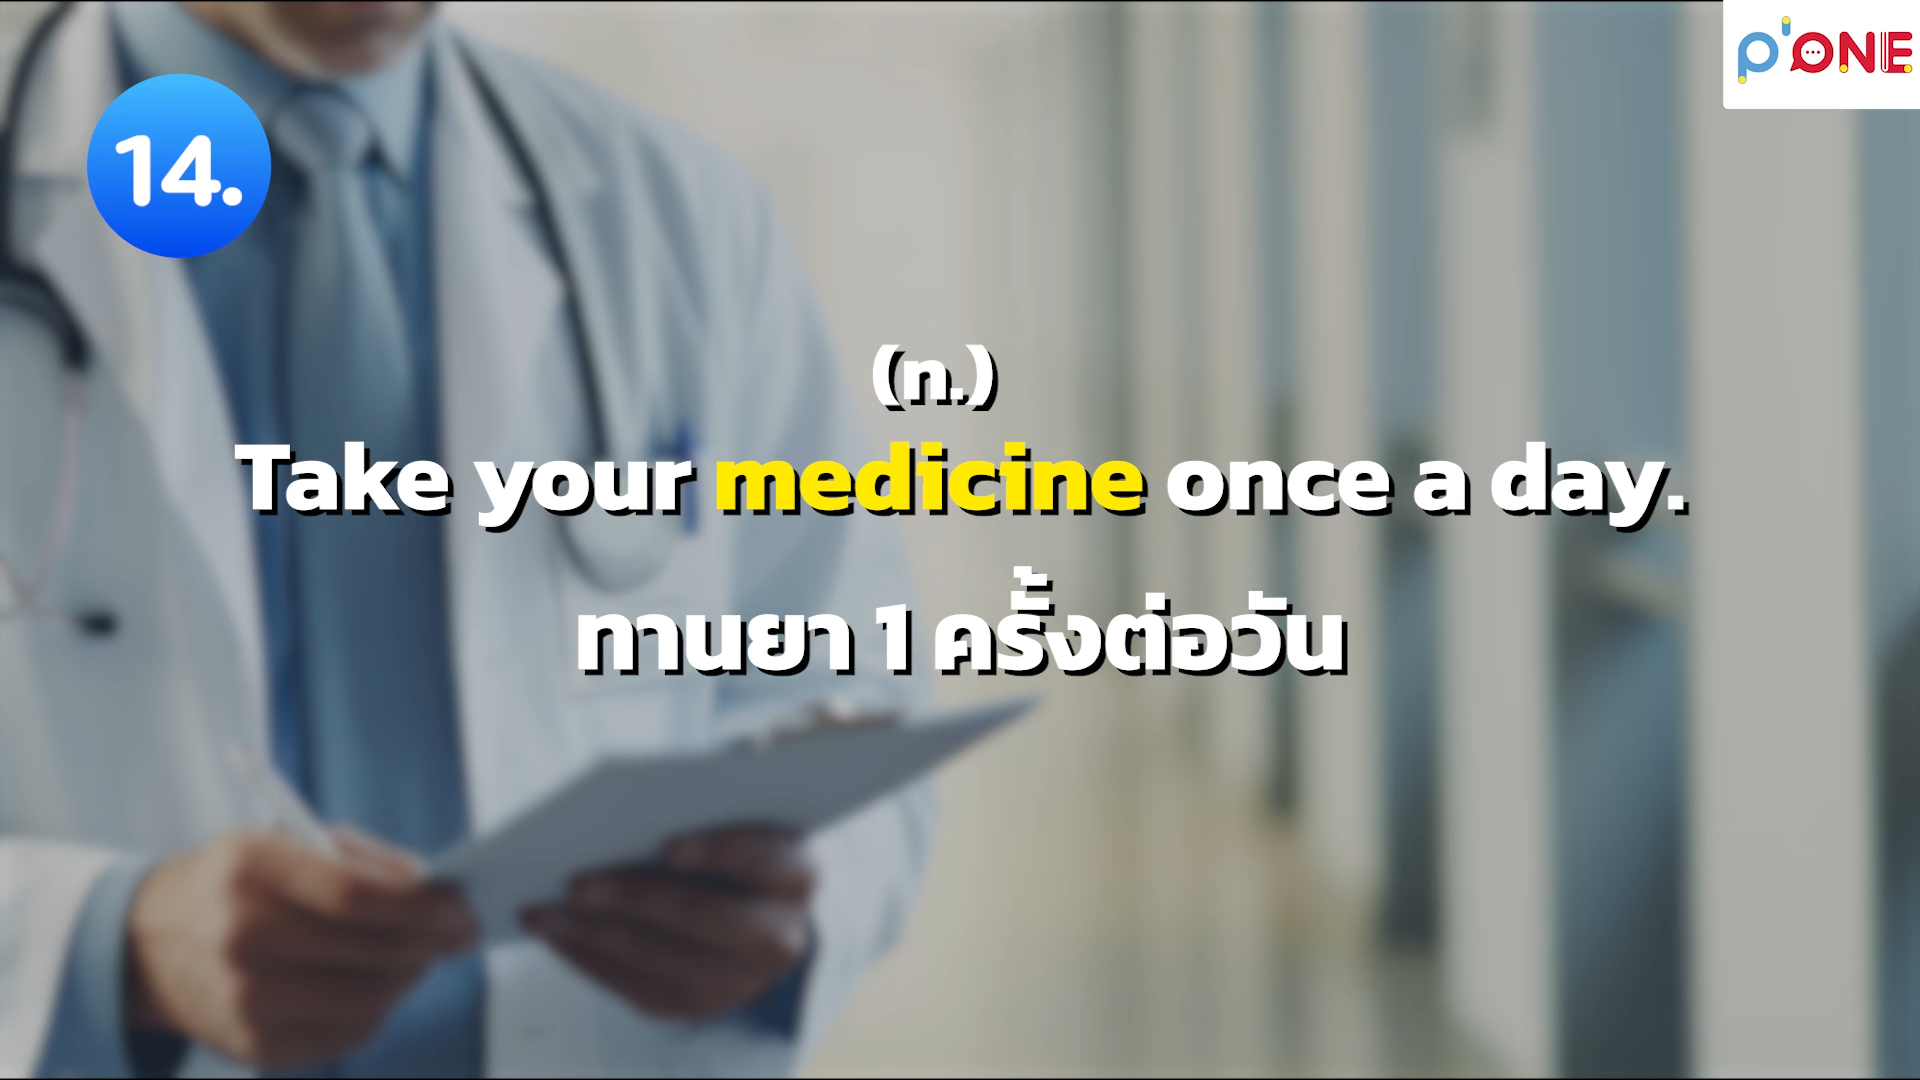 P'ONE
14.
(n.)
Take your medicine once a day.
ทานยา 1 ครั้งต่อวัน